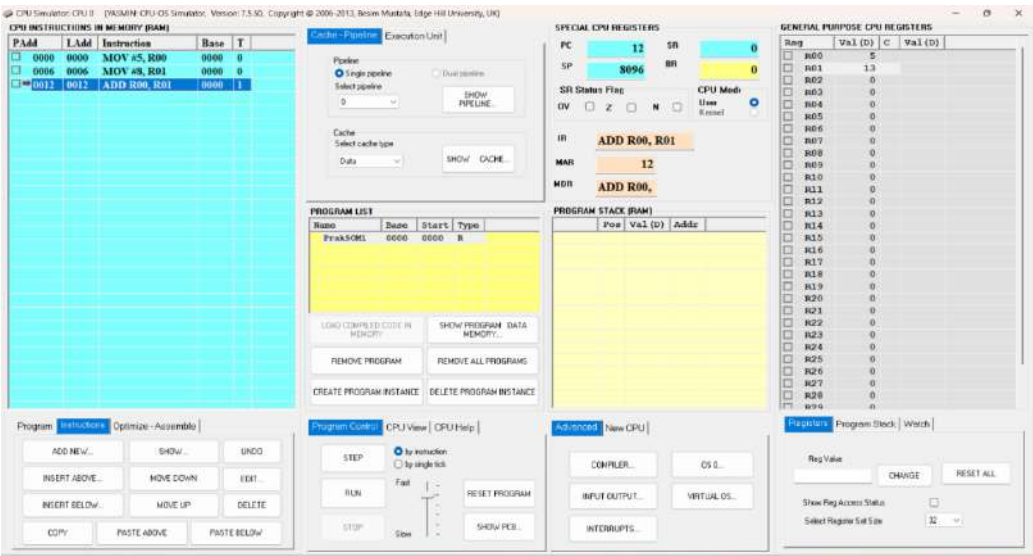 CPU Simulator: CPU 0 [YASMIN: CPU-OS Simulator. Version: 7.5.50. Copyright @ 2006-2013, Besim Mustafa, Edge Hill University, UK]
CPU INSTRUCTIONS IN MEMORY (RAM)
PAdd LAdd Instruction Base T
0000 0000 MOV #5, R00 0000 0
0006 0006 MOV #8, R01 0000 0
0012 0012 ADD R00, R01 0000 1
Program Instructions Optimize - Assemble
ADD NEW... SHOW... UNDO
INSERT ABOVE... MOVE DOWN EDIT...
INSERT BELOW... MOVE UP DELETE
COPY PASTE ABOVE PASTE BELOW
Cache - Pipeline Execution Unit
Pipeline
Single pipeline Dual pipeline
Select pipeline
0
SHOW PIPELINE...
Cache
Select cache type
Data SHOW CACHE...
PROGRAM LIST
Name Base Start Type
PrakSOM1 0000 0000 R
LOAD COMPILED CODE IN MEMORY
SHOW PROGRAM DATA MEMORY...
REMOVE PROGRAM REMOVE ALL PROGRAMS
CREATE PROGRAM INSTANCE DELETE PROGRAM INSTANCE
Program Control CPU View CPU Help
STEP by instruction
by single tick
RUN Fast RESET PROGRAM
STOP Slow SHOW PCB...
SPECIAL CPU REGISTERS
PC 12 SR 0
SP 8096 BR 0
SR Status Flag CPU Mode
OV Z N User
Kernel
IR ADD R00, R01
MAR 12
MDR ADD R00,
PROGRAM STACK (RAM)
Pos Val (D) Addr
Advanced New CPU
COMPILER... OS 0...
INPUT OUTPUT... VIRTUAL OS...
INTERRUPTS...
GENERAL PURPOSE CPU REGISTERS
Reg Val (D) C Val (D)
R00 5
R01 13
R02 0
R03 0
R04 0
R05 0
R06 0
R07 0
R08 0
R09 0
R10 0
R11 0
R12 0
R13 0
R14 0
R15 0
R16 0
R17 0
R18 0
R19 0
R20 0
R21 0
R22 0
R23 0
R24 0
R25 0
R26 0
R27 0
R28 0
R29 0
Registers Program Stack Watch
Reg Value
CHANGE RESET ALL
Show Reg Access Status
Select Register Set Size 32